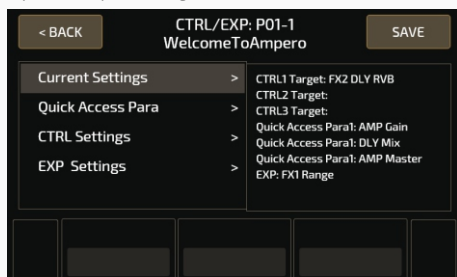 < BACK
CTRL/EXP: P01-1
WelcomeToAmpero
SAVE
Current Settings >
Quick Access Para >
CTRL Settings >
EXP Settings >
CTRL1 Target: FX2 DLY RVB
CTRL2 Target:
CTRL3 Target:
Quick Access Para1: AMP Gain
Quick Access Para1: DLY Mix
Quick Access Para1: AMP Master
EXP: FX1 Range